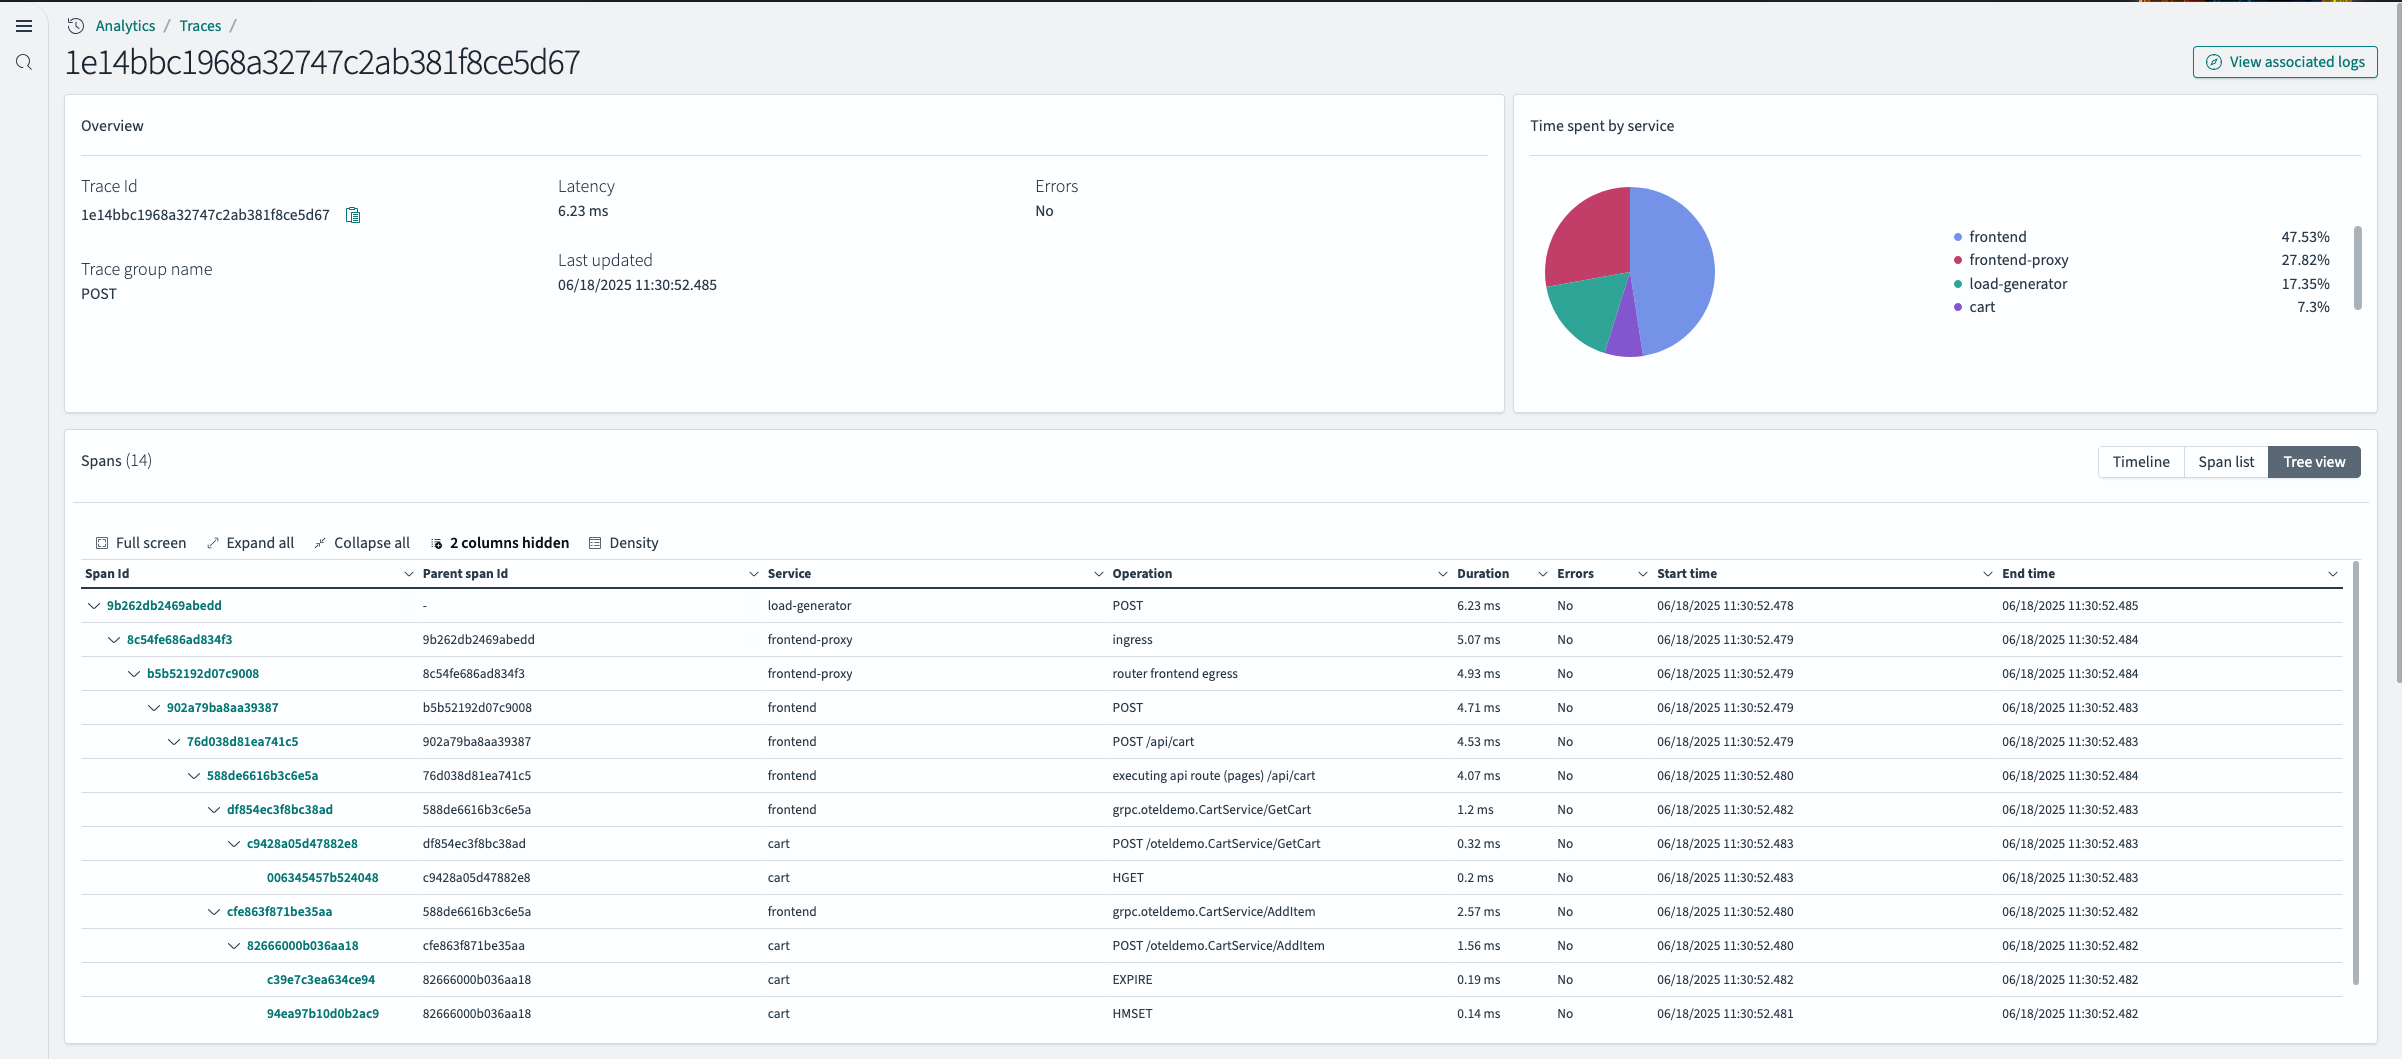 Analytics / Traces /
1e14bbc1968a32747c2ab381f8ce5d67
View associated logs
Overview
Trace Id
1e14bbc1968a32747c2ab381f8ce5d67
Trace group name
POST
Latency
6.23 ms
Last updated
06/18/2025 11:30:52.485
Errors
No
Time spent by service
frontend 47.53%
frontend-proxy 27.82%
load-generator 17.35%
cart 7.3%
Spans (14)
Timeline Span list Tree view
Full screen Expand all Collapse all 2 columns hidden Density
Span Id Parent span Id Service Operation Duration Errors Start time End time
9b262db2469abedd - load-generator POST 6.23 ms No 06/18/2025 11:30:52.478 06/18/2025 11:30:52.485
8c54fe686ad834f3 9b262db2469abedd frontend-proxy ingress 5.07 ms No 06/18/2025 11:30:52.479 06/18/2025 11:30:52.484
b5b52192d07c9008 8c54fe686ad834f3 frontend-proxy router frontend egress 4.93 ms No 06/18/2025 11:30:52.479 06/18/2025 11:30:52.484
902a79ba8aa39387 b5b52192d07c9008 frontend POST 4.71 ms No 06/18/2025 11:30:52.479 06/18/2025 11:30:52.483
76d038d81ea741c5 902a79ba8aa39387 frontend POST /api/cart 4.53 ms No 06/18/2025 11:30:52.479 06/18/2025 11:30:52.483
588de6616b3c6e5a 76d038d81ea741c5 frontend executing api route (pages) /api/cart 4.07 ms No 06/18/2025 11:30:52.480 06/18/2025 11:30:52.484
df854ec3f8bc38ad 588de6616b3c6e5a frontend grpc.oteldemo.CartService/GetCart 1.2 ms No 06/18/2025 11:30:52.482 06/18/2025 11:30:52.483
c9428a05d47882e8 df854ec3f8bc38ad cart POST /oteldemo.CartService/GetCart 0.32 ms No 06/18/2025 11:30:52.483 06/18/2025 11:30:52.483
006345457b524048 c9428a05d47882e8 cart HGET 0.2 ms No 06/18/2025 11:30:52.483 06/18/2025 11:30:52.483
cfe863f871be35aa 588de6616b3c6e5a frontend grpc.oteldemo.CartService/AddItem 2.57 ms No 06/18/2025 11:30:52.480 06/18/2025 11:30:52.482
82666000b036aa18 cfe863f871be35aa cart POST /oteldemo.CartService/AddItem 1.56 ms No 06/18/2025 11:30:52.480 06/18/2025 11:30:52.482
c39e7c3ea634ce94 82666000b036aa18 cart EXPIRE 0.19 ms No 06/18/2025 11:30:52.482 06/18/2025 11:30:52.482
94ea97b10d0b2ac9 82666000b036aa18 cart HMSET 0.14 ms No 06/18/2025 11:30:52.481 06/18/2025 11:30:52.482